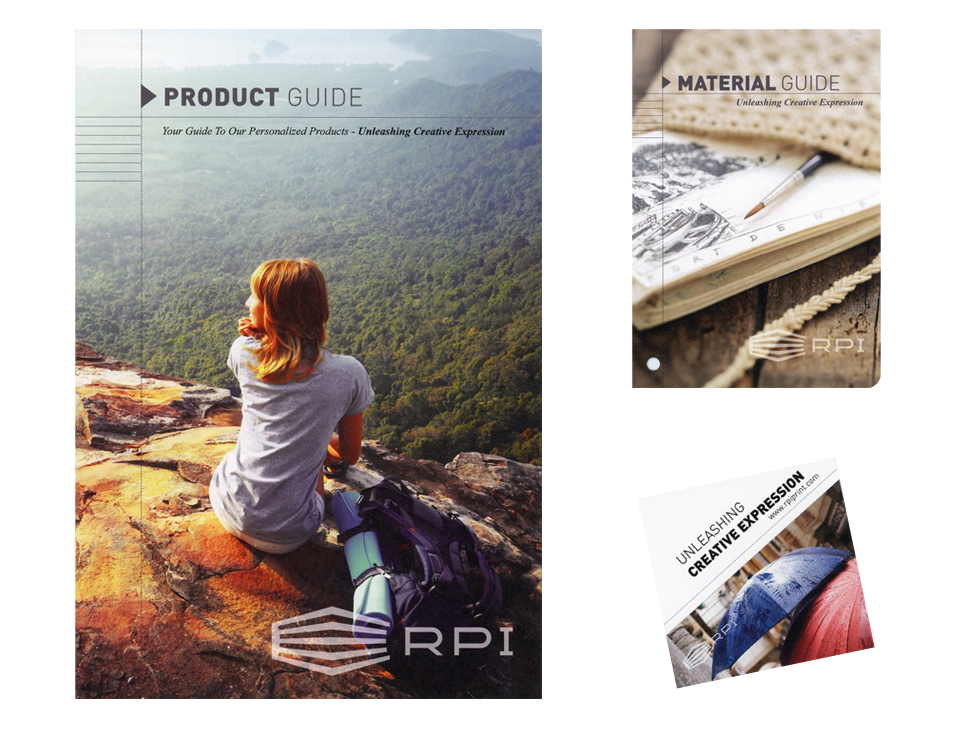 PRODUCT GUIDE
Your Guide To Our Personalized Products - Unleashing Creative Expression
RPI
MATERIAL GUIDE
Unleashing Creative Expression
RPI
UNLEASHING
CREATIVE EXPRESSION
www.rpiprint.com
RPI